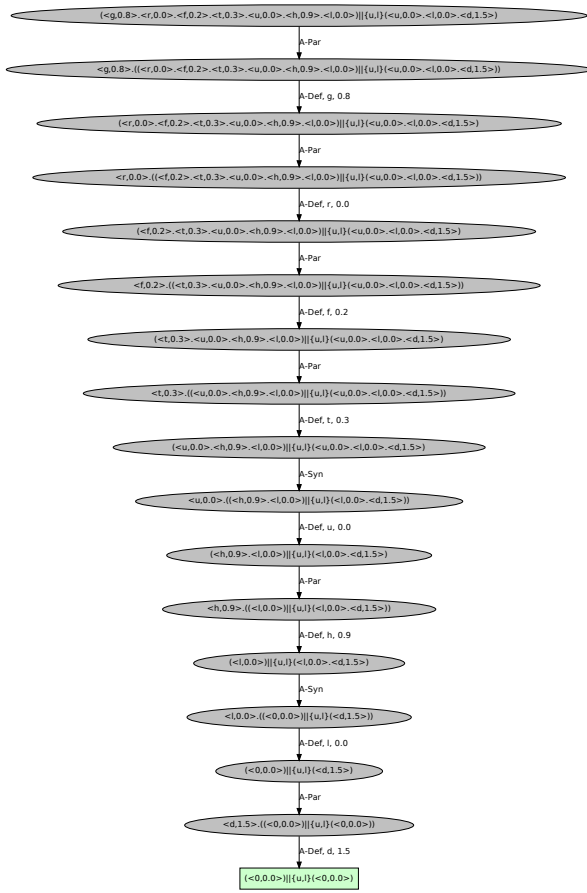 (<g,0.8>.<r,0.0>.<f,0.2>.<t,0.3>.<u,0.0>.<h,0.9>.<l,0.0>)||{u,l}(<u,0.0>.<l,0.0>.<d,1.5>)
A-Par
<g,0.8>.((<r,0.0>.<f,0.2>.<t,0.3>.<u,0.0>.<h,0.9>.<l,0.0>)||{u,l}(<u,0.0>.<l,0.0>.<d,1.5>))
A-Def, g, 0.8
(<r,0.0>.<f,0.2>.<t,0.3>.<u,0.0>.<h,0.9>.<l,0.0>)||{u,l}(<u,0.0>.<l,0.0>.<d,1.5>)
A-Par
<r,0.0>.((<f,0.2>.<t,0.3>.<u,0.0>.<h,0.9>.<l,0.0>)||{u,l}(<u,0.0>.<l,0.0>.<d,1.5>))
A-Def, r, 0.0
(<f,0.2>.<t,0.3>.<u,0.0>.<h,0.9>.<l,0.0>)||{u,l}(<u,0.0>.<l,0.0>.<d,1.5>)
A-Par
<f,0.2>.((<t,0.3>.<u,0.0>.<h,0.9>.<l,0.0>)||{u,l}(<u,0.0>.<l,0.0>.<d,1.5>))
A-Def, f, 0.2
(<t,0.3>.<u,0.0>.<h,0.9>.<l,0.0>)||{u,l}(<u,0.0>.<l,0.0>.<d,1.5>)
A-Par
<t,0.3>.((<u,0.0>.<h,0.9>.<l,0.0>)||{u,l}(<u,0.0>.<l,0.0>.<d,1.5>))
A-Def, t, 0.3
(<u,0.0>.<h,0.9>.<l,0.0>)||{u,l}(<u,0.0>.<l,0.0>.<d,1.5>)
A-Syn
<u,0.0>.((<h,0.9>.<l,0.0>)||{u,l}(<l,0.0>.<d,1.5>))
A-Def, u, 0.0
(<h,0.9>.<l,0.0>)||{u,l}(<l,0.0>.<d,1.5>)
A-Par
<h,0.9>.((<l,0.0>)||{u,l}(<l,0.0>.<d,1.5>))
A-Def, h, 0.9
(<l,0.0>)||{u,l}(<l,0.0>.<d,1.5>)
A-Syn
<l,0.0>.((<0,0.0>)||{u,l}(<d,1.5>))
A-Def, l, 0.0
(<0,0.0>)||{u,l}(<d,1.5>)
A-Par
<d,1.5>.((<0,0.0>)||{u,l}(<0,0.0>))
A-Def, d, 1.5
(<0,0.0>)||{u,l}(<0,0.0>)